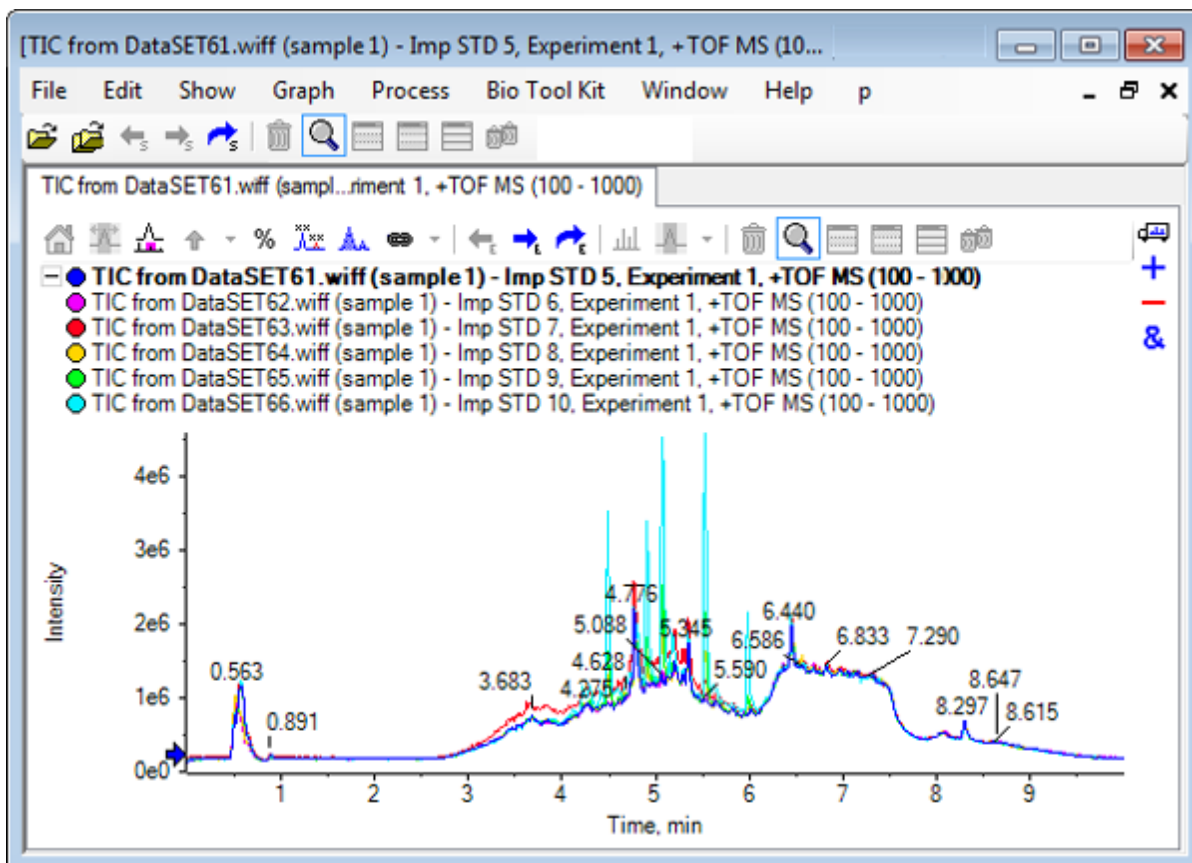 [TIC from DataSET61.wiff (sample 1) - Imp STD 5, Experiment 1, +TOF MS (10...
File Edit Show Graph Process Bio Tool Kit Window Help p
TIC from DataSET61.wiff (sampl...riment 1, +TOF MS (100 - 1000)
%
TIC from DataSET61.wiff (sample 1) - Imp STD 5, Experiment 1, +TOF MS (100 - 1000)
TIC from DataSET62.wiff (sample 1) - Imp STD 6, Experiment 1, +TOF MS (100 - 1000)
TIC from DataSET63.wiff (sample 1) - Imp STD 7, Experiment 1, +TOF MS (100 - 1000)
TIC from DataSET64.wiff (sample 1) - Imp STD 8, Experiment 1, +TOF MS (100 - 1000)
TIC from DataSET65.wiff (sample 1) - Imp STD 9, Experiment 1, +TOF MS (100 - 1000)
TIC from DataSET66.wiff (sample 1) - Imp STD 10, Experiment 1, +TOF MS (100 - 1000)
&
4e6
3e6
2e6
1e6
0e0
Intensity
0.563
0.891
3.683
4.275
4.628
5.088
4.776
5.345
5.590
6.440
6.586
6.833
7.290
8.297
8.647
8.615
1 2 3 4 5 6 7 8 9
Time, min